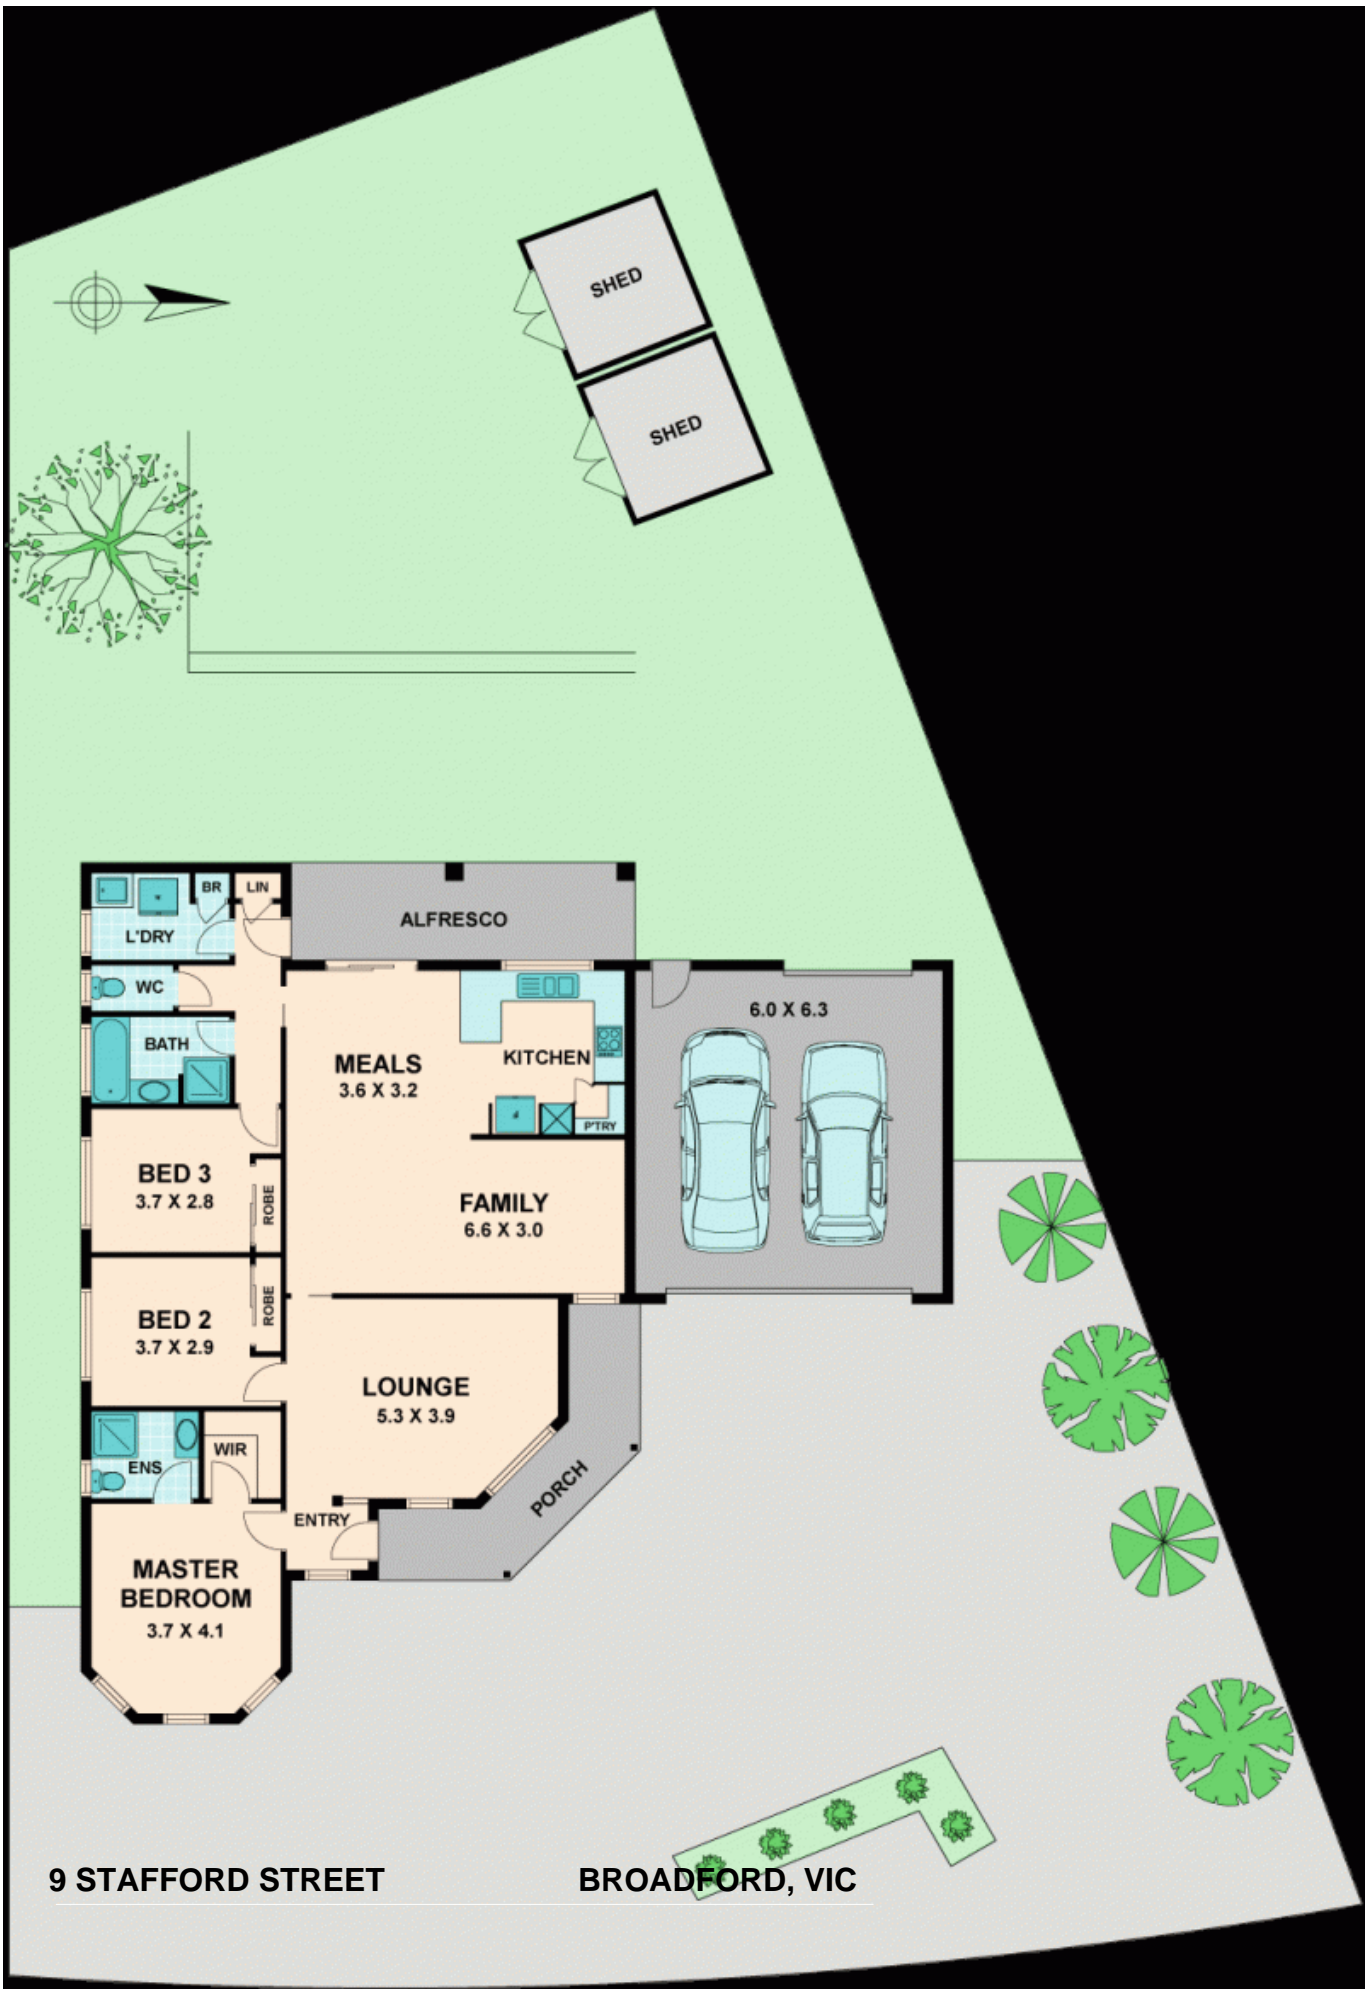 SHED
SHED
BR
LIN
L'DRY
ALFRESCO
WC
6.0 X 6.3
BATH
KITCHEN
MEALS
3.6 X 3.2
P'TRY
BED 3
3.7 X 2.8
ROBE
FAMILY
6.6 X 3.0
BED 2
3.7 X 2.9
ROBE
LOUNGE
5.3 X 3.9
WIR
ENS
PORCH
ENTRY
MASTER
BEDROOM
3.7 X 4.1
9 STAFFORD STREET
BROADFORD, VIC